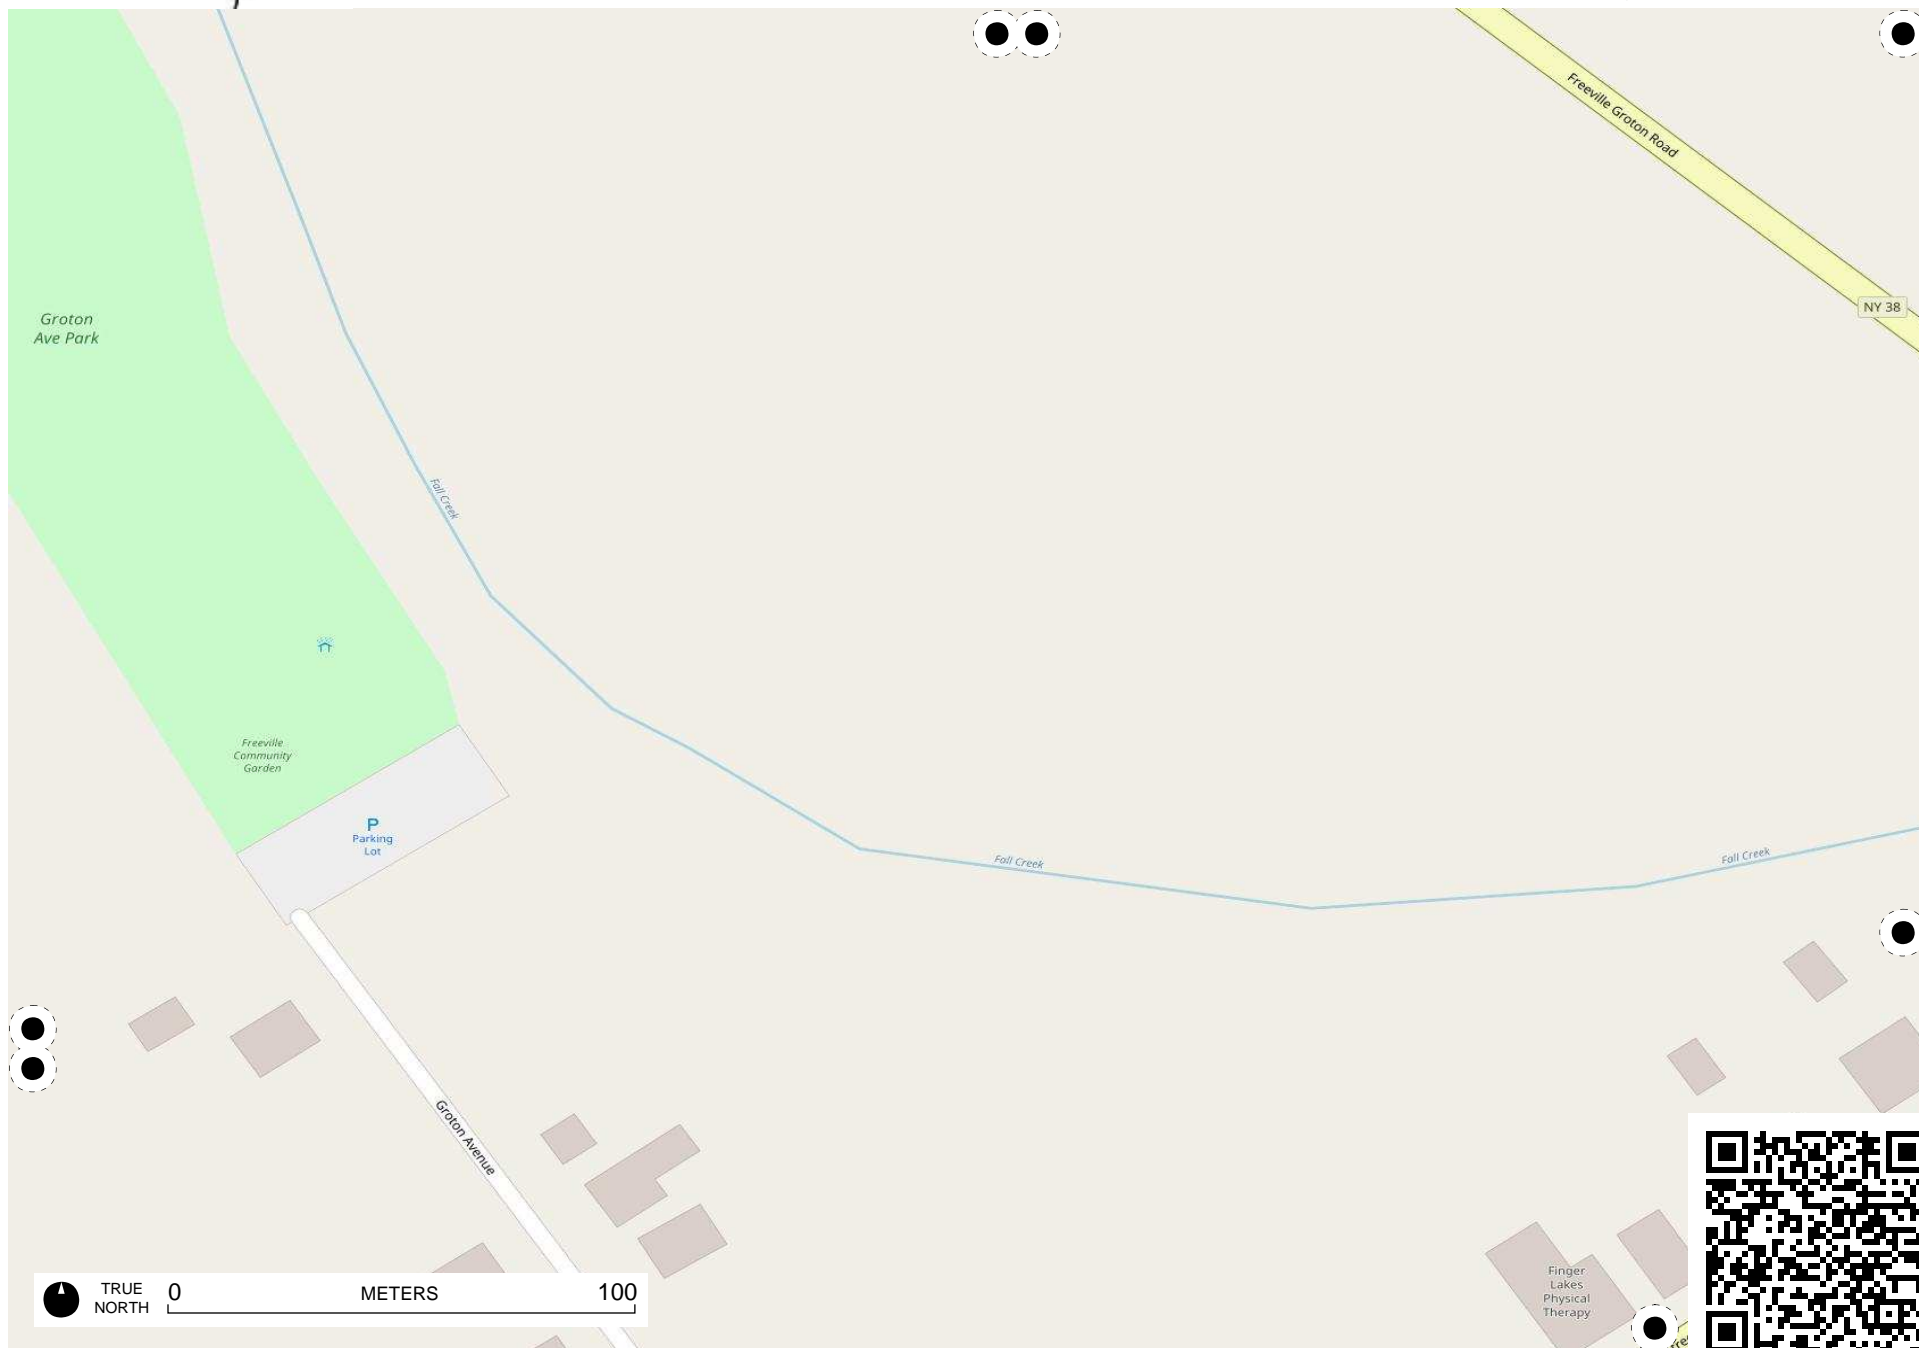 Freeville Groton Road
NY 38
Groton
Ave Park
Fall Creek
Freeville
Community
Garden
P
Parking
Lot
Fall Creek
Fall Creek
Groton Avenue
Finger
Lakes
Physical
Therapy
TRUE
NORTH
0
METERS
100